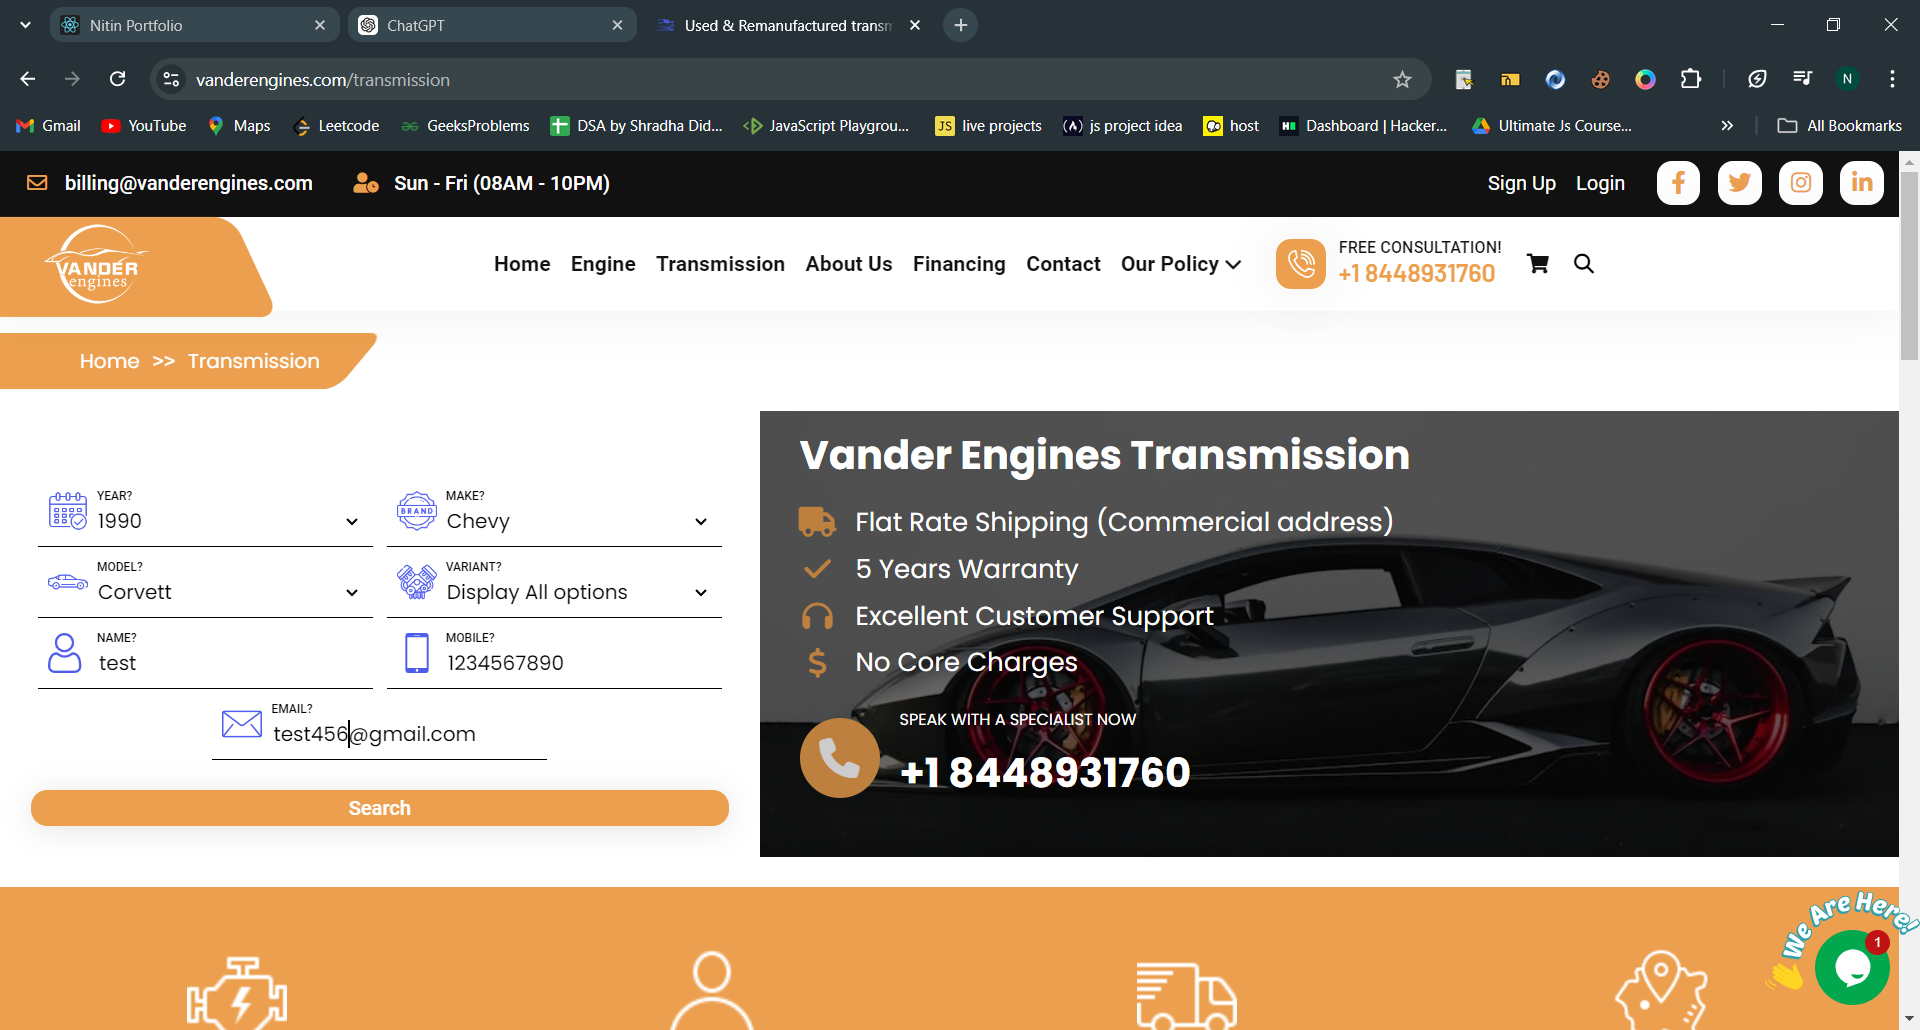 Nitin Portfolio
ChatGPT
Used & Remanufactured transm
vanderengines.com/transmission
N
Gmail
YouTube
Maps
Leetcode
GeeksProblems
DSA by Shradha Did...
JavaScript Playgrou...
JS live projects
js project idea
host
Dashboard | Hacker...
Ultimate Js Course...
All Bookmarks
billing@vanderengines.com
Sun - Fri (08AM - 10PM)
Sign Up
Login
VANDER
engines
Home
Engine
Transmission
About Us
Financing
Contact
Our Policy
FREE CONSULTATION!
+1 8448931760
Home >> Transmission
YEAR?
1990
MAKE?
Chevy
BRAND
MODEL?
Corvett
VARIANT?
Display All options
NAME?
test
MOBILE?
1234567890
EMAIL?
test456@gmail.com
Search
Vander Engines Transmission
Flat Rate Shipping (Commercial address)
5 Years Warranty
Excellent Customer Support
No Core Charges
SPEAK WITH A SPECIALIST NOW
+1 8448931760
We Are Here!
1